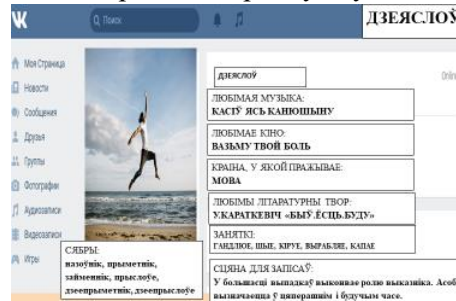 Поиск
ДЗЕЯСЛОЎ
Моя Страница
Новости
Сообщения
Друзья
Группы
Фотографии
Аудиозаписи
Видеозаписи
Игры
ДЗЕЯСЛОЎ
ЛЮБІМАЯ МУЗЫКА:
КАСІЎ ЯСЬ КАНЮШЫНУ
ЛЮБІМАЕ КІНО:
ВАЗЬМУ ТВОЙ БОЛЬ
КРАІНА, У ЯКОЙ ПРАЖЫВАЕ:
МОВА
ЛЮБІМЫ ЛІТАРАТУРНЫ ТВОР:
У.КАРАТКЕВІЧ «БЫЎ.ЁСЦЬ.БУДУ»
ЗАНЯТКІ:
ГАНДЛЮЕ, ШЫЕ, КІРУЕ, ВЫРАБЛЯЕ, КАПАЕ
СЯБРЫ:
назоўнік, прыметнік,
займеннік, прыслоўе,
дзеепрыметнік, дзеепрыслоўе
СЦЯНА ДЛЯ ЗАПІСАЎ:
У большасці выпадкаў выконвае ролю выказніка. Асоб
вызначаецца ў цяперашнім і будучым часе.